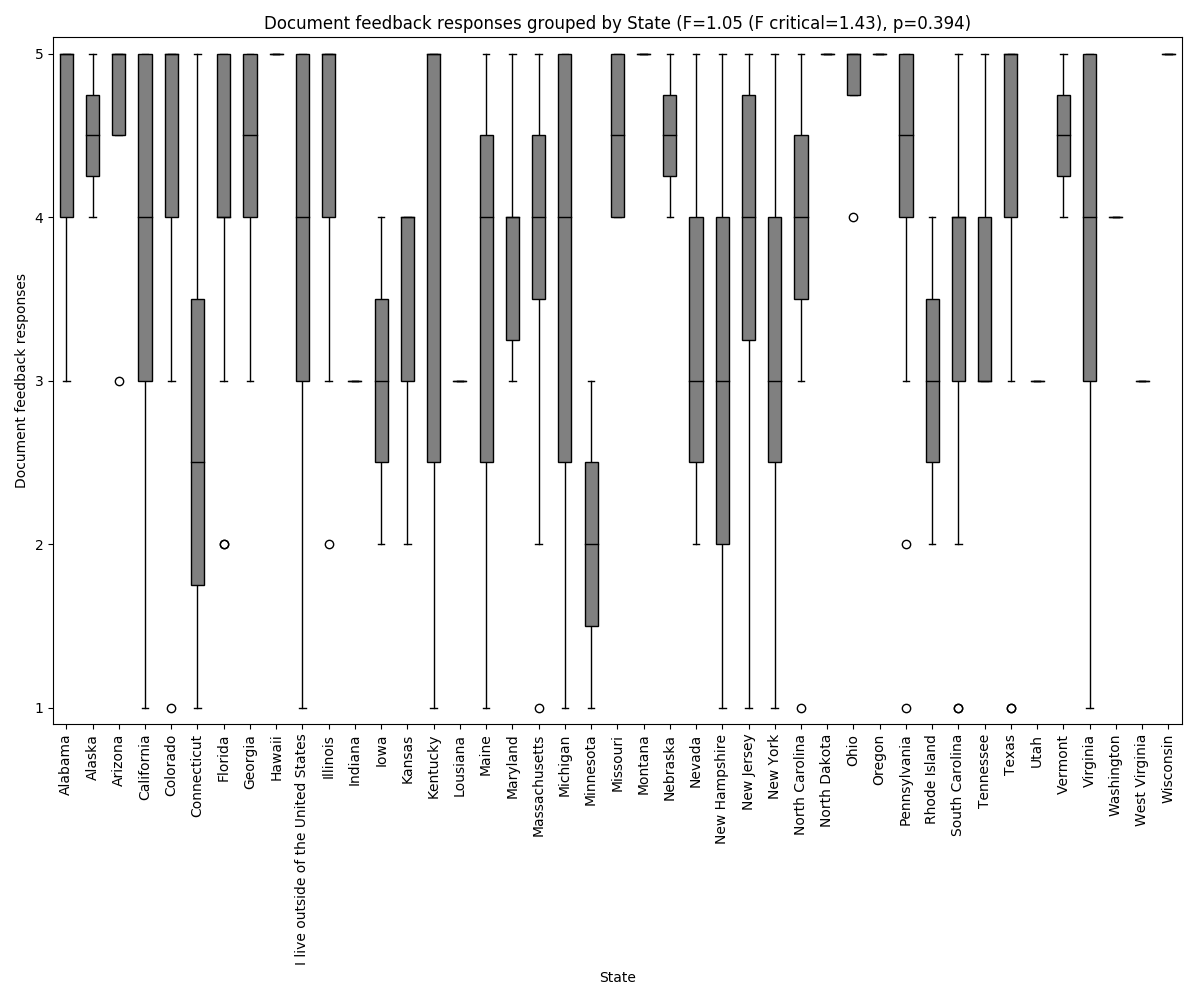 Document feedback responses grouped by State (F=1.05 (F critical=1.43), p=0.394)
Document feedback responses
5
4
3
2
1
Alabama
Alaska
Arizona
California
Colorado
Connecticut
Florida
Georgia
Hawaii
I live outside of the United States
Illinois
Indiana
Iowa
Kansas
Kentucky
Lousiana
Maine
Maryland
Massachusetts
Michigan
Minnesota
Missouri
Montana
Nebraska
Nevada
New Hampshire
New Jersey
New York
North Carolina
North Dakota
Ohio
Oregon
Pennsylvania
Rhode Island
South Carolina
Tennessee
Texas
Utah
Vermont
Virginia
Washington
West Virginia
Wisconsin
State